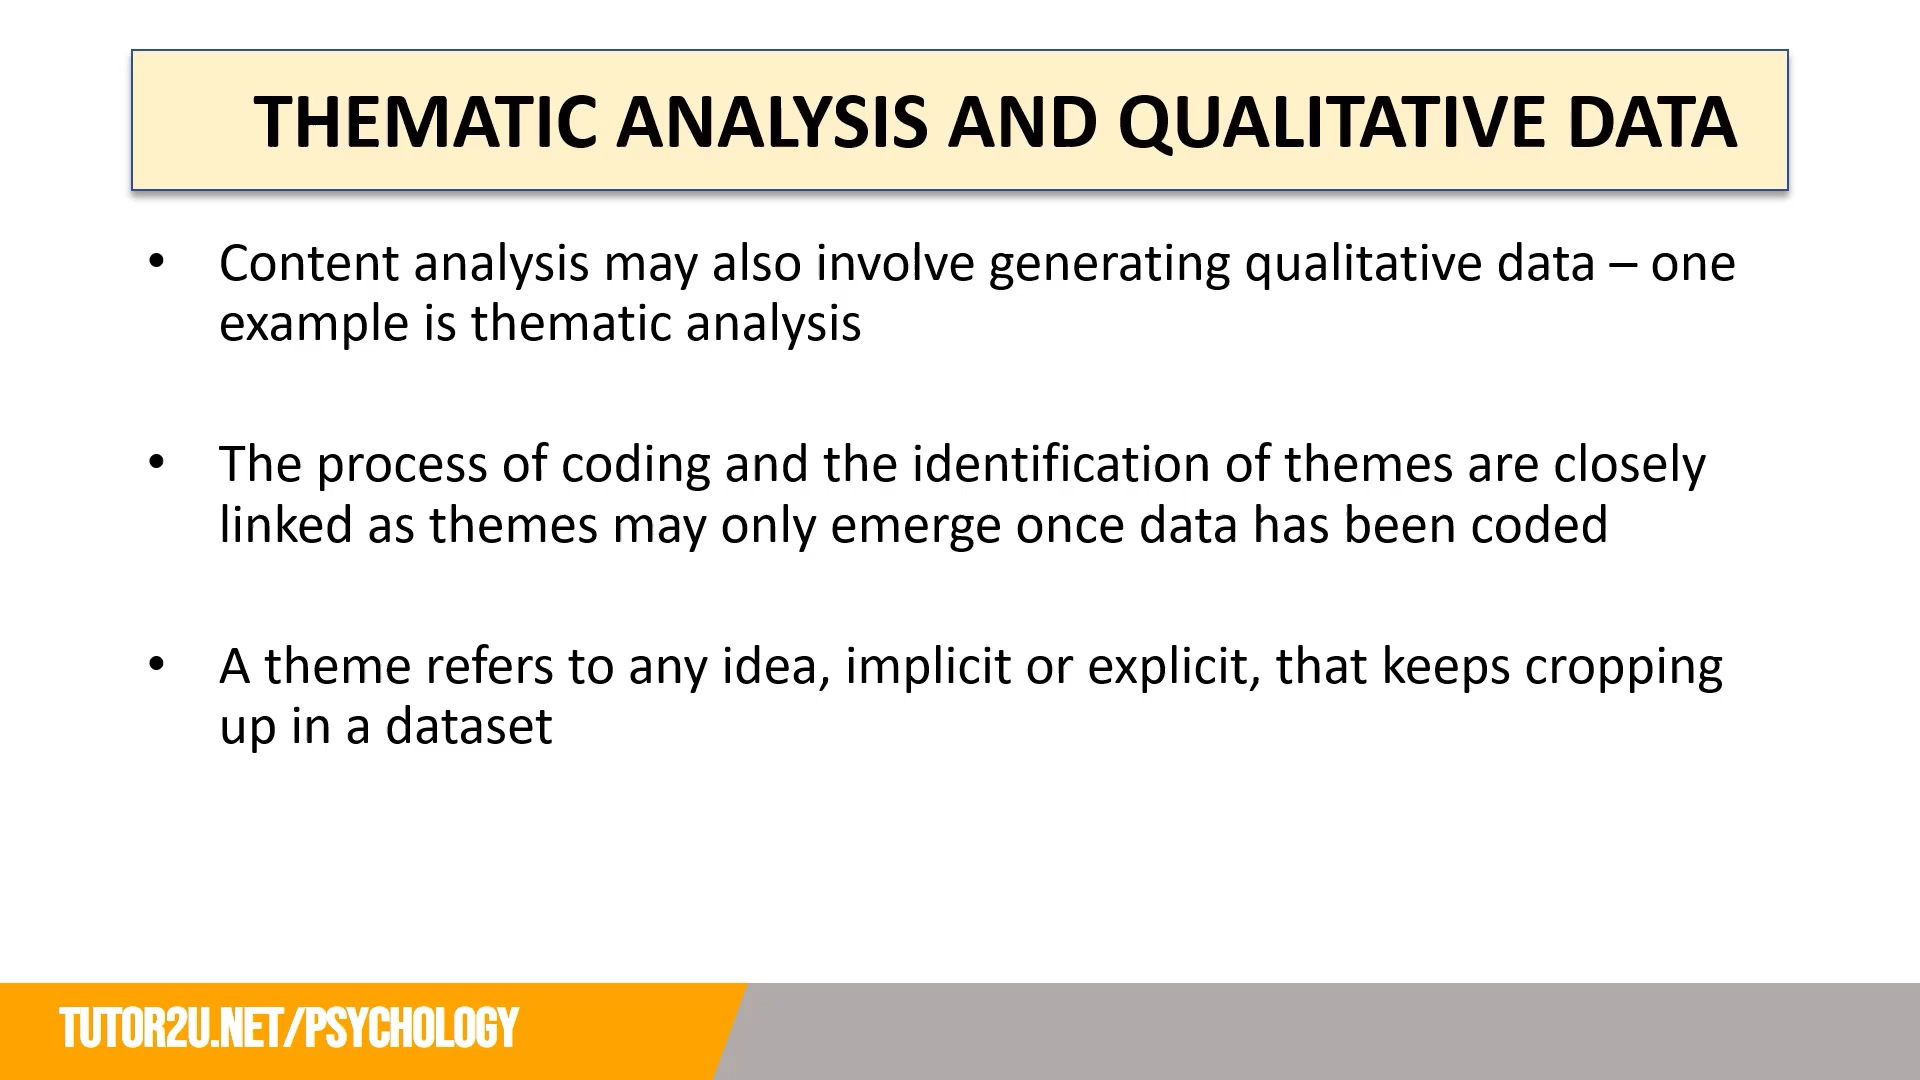 THEMATIC ANALYSIS AND QUALITATIVE DATA
• Content analysis may also involve generating qualitative data – one
example is thematic analysis
• The process of coding and the identification of themes are closely
linked as themes may only emerge once data has been coded
• A theme refers to any idea, implicit or explicit, that keeps cropping
up in a dataset
TUTOR2U.NET/PSYCHOLOGY